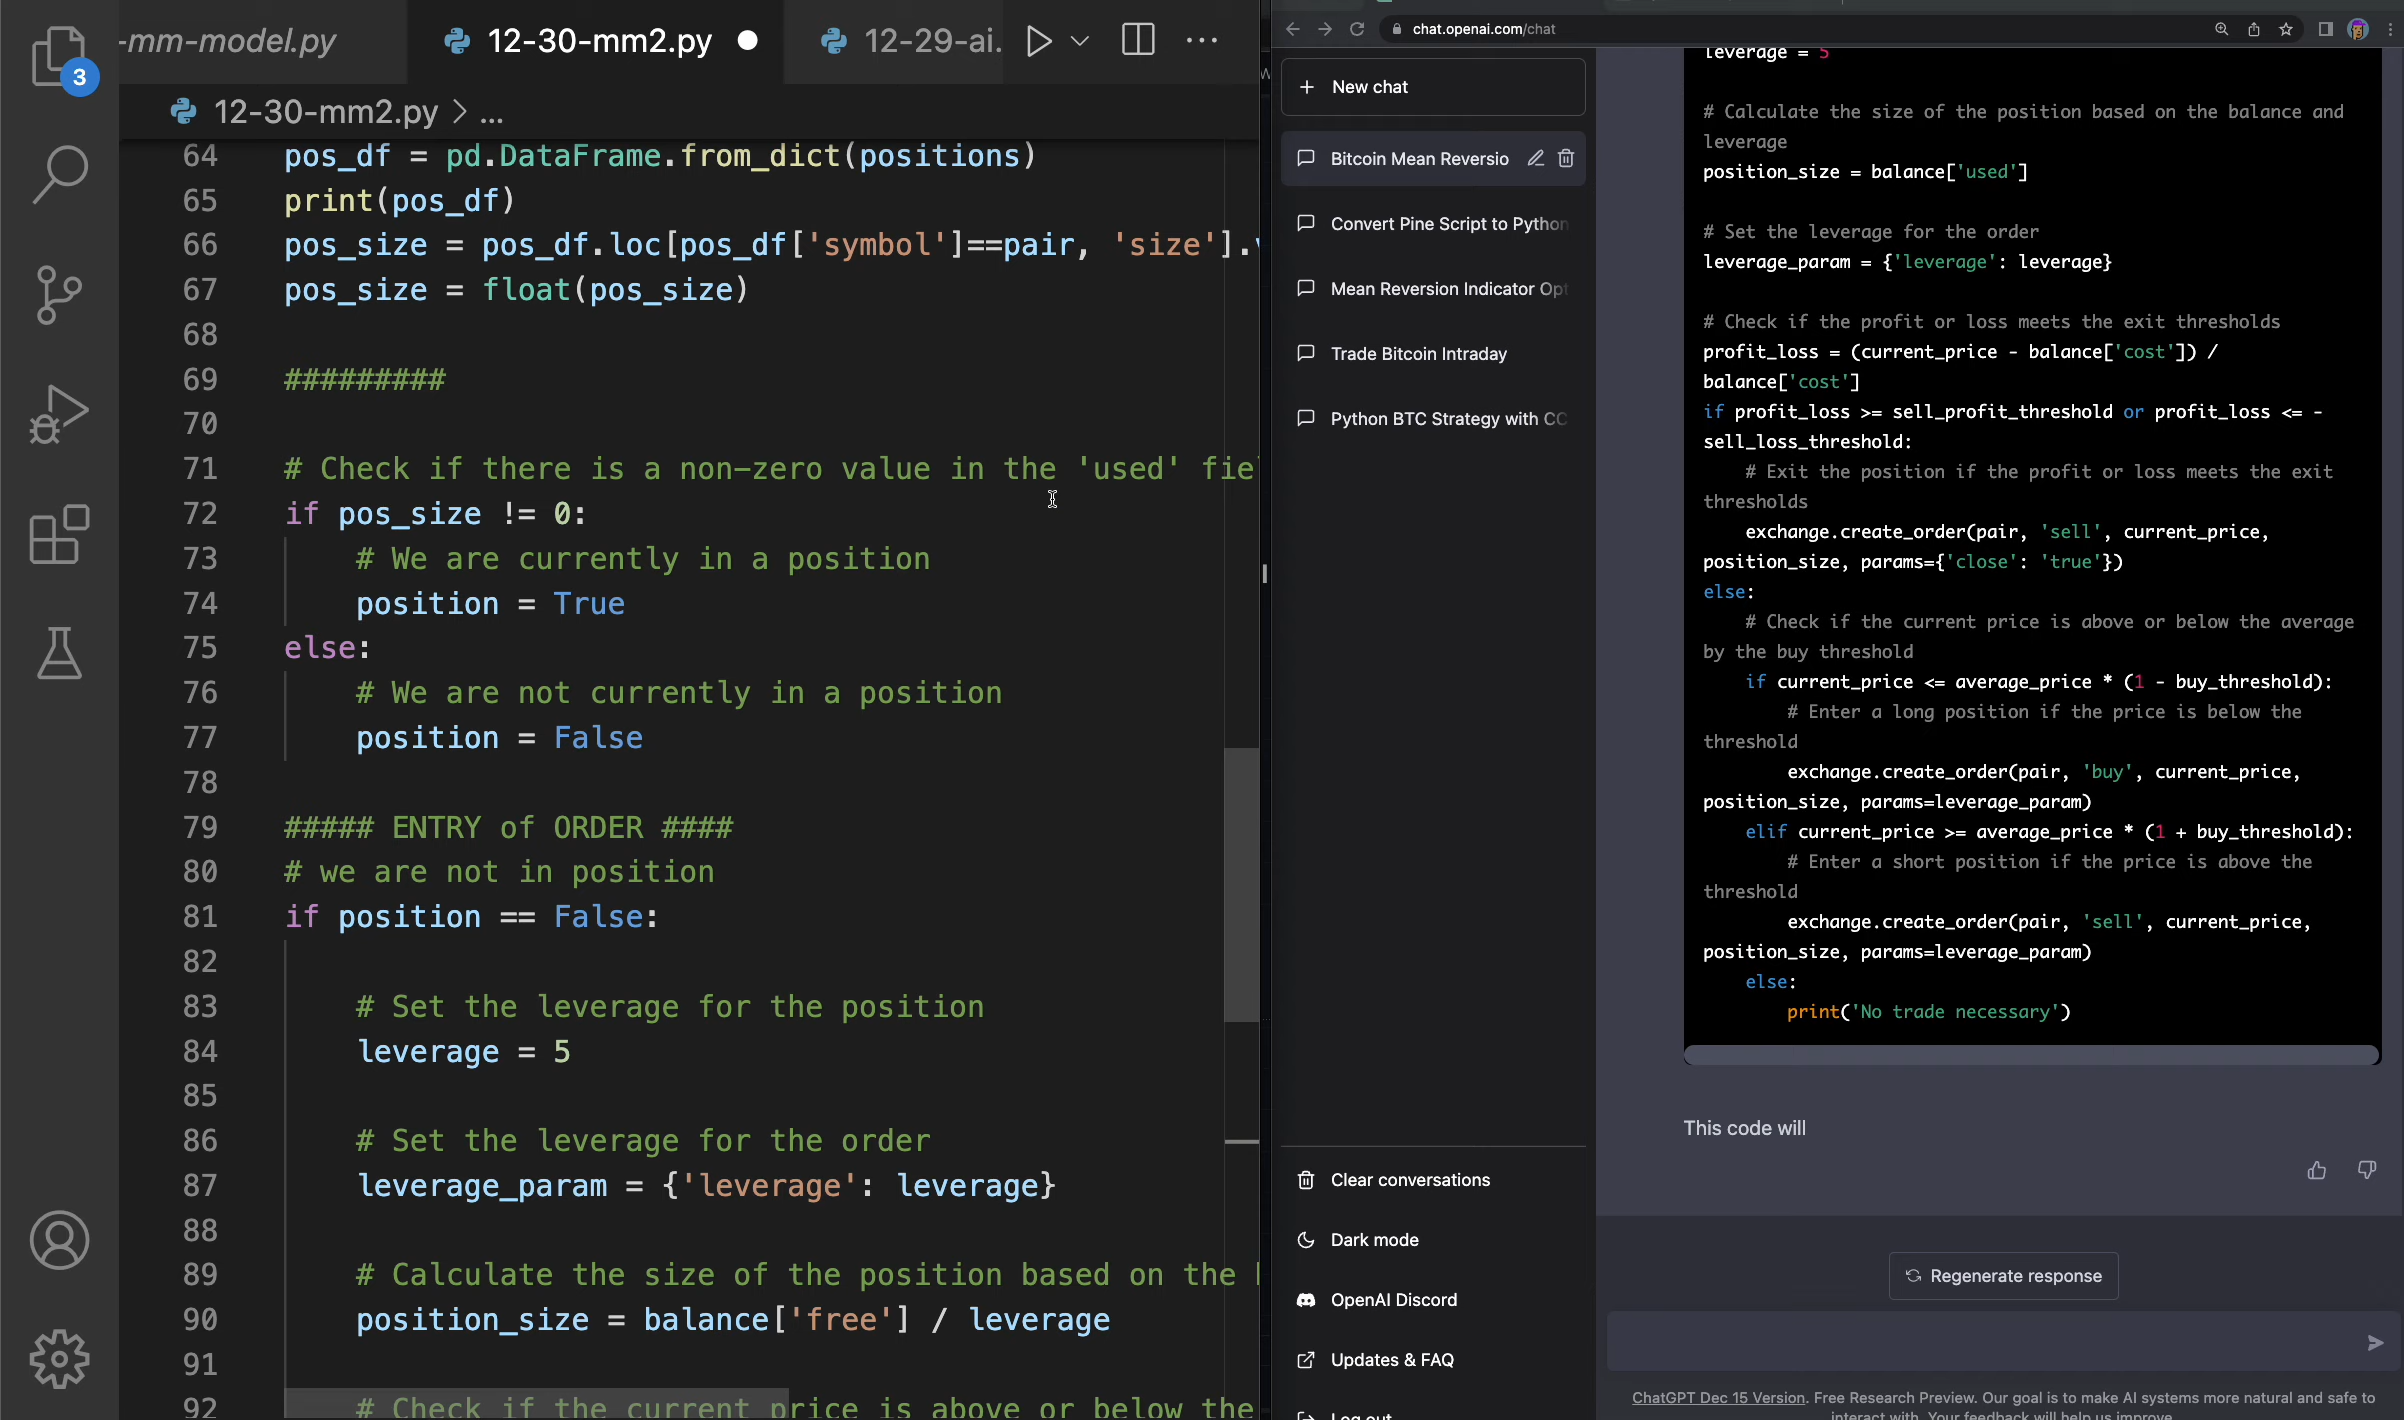 -mm-model.py
12-30-mm2.py
12-29-ai.
3
12-30-mm2.py > ...
64 pos_df = pd.DataFrame.from_dict(positions)
65 print(pos_df)
66 pos_size = pos_df.loc[pos_df['symbol']==pair, 'size'].
67 pos_size = float(pos_size)
68
69 #########
70
71 # Check if there is a non-zero value in the 'used' fie
72 if pos_size != 0:
73 # We are currently in a position
74 position = True
75 else:
76 # We are not currently in a position
77 position = False
78
79 ##### ENTRY of ORDER ####
80 # we are not in position
81 if position == False:
82
83 # Set the leverage for the position
84 leverage = 5
85
86 # Set the leverage for the order
87 leverage_param = {'leverage': leverage}
88
89 # Calculate the size of the position based on the
90 position_size = balance['free'] / leverage
91
92 # Check if the current price is above or below the
chat.openai.com/chat
New chat
Bitcoin Mean Reversio
Convert Pine Script to Python
Mean Reversion Indicator Opt
Trade Bitcoin Intraday
Python BTC Strategy with CC
Clear conversations
Dark mode
OpenAI Discord
Updates & FAQ
Log out
leverage = 5
# Calculate the size of the position based on the balance and
leverage
position_size = balance['used']
# Set the leverage for the order
leverage_param = {'leverage': leverage}
# Check if the profit or loss meets the exit thresholds
profit_loss = (current_price - balance['cost']) /
balance['cost']
if profit_loss >= sell_profit_threshold or profit_loss <= -
sell_loss_threshold:
# Exit the position if the profit or loss meets the exit
thresholds
exchange.create_order(pair, 'sell', current_price,
position_size, params={'close': 'true'})
else:
# Check if the current price is above or below the average
by the buy threshold
if current_price <= average_price * (1 - buy_threshold):
# Enter a long position if the price is below the
threshold
exchange.create_order(pair, 'buy', current_price,
position_size, params=leverage_param)
elif current_price >= average_price * (1 + buy_threshold):
# Enter a short position if the price is above the
threshold
exchange.create_order(pair, 'sell', current_price,
position_size, params=leverage_param)
else:
print('No trade necessary')
This code will
Regenerate response
ChatGPT Dec 15 Version. Free Research Preview. Our goal is to make AI systems more natural and safe to
interact with. Your feedback will help us improve.